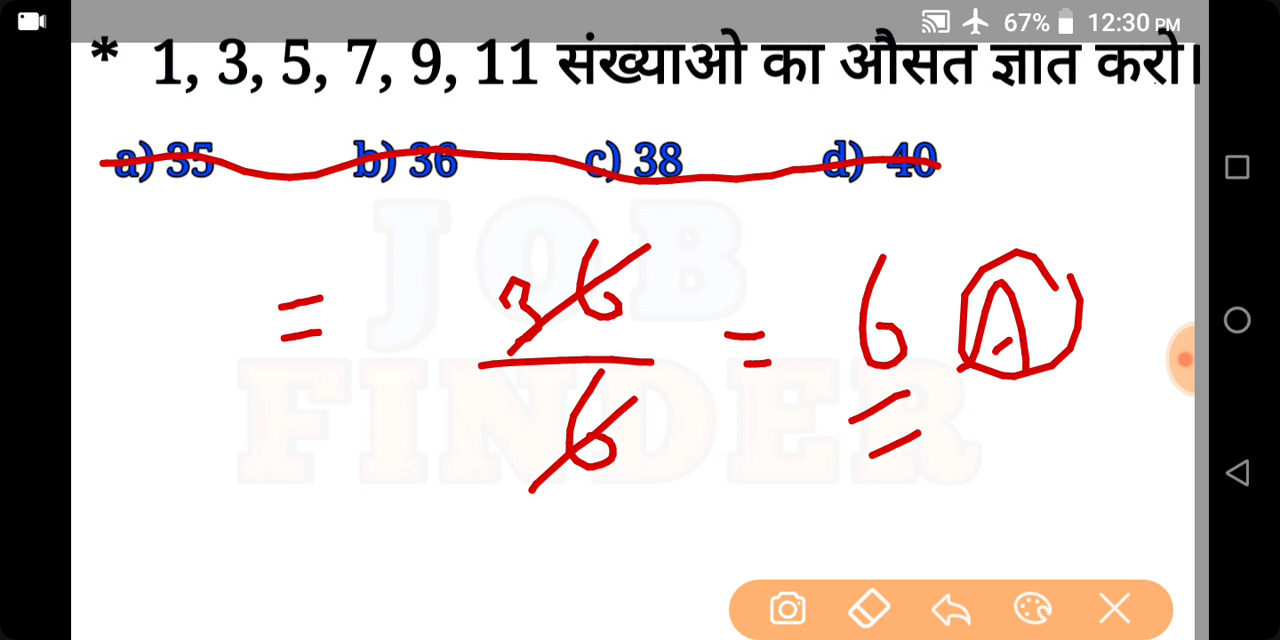 67% 12:30 PM
* 1, 3, 5, 7, 9, 11 संख्याओ का औसत ज्ञात करो।
a) 35 b) 36 c) 38 d) 40
JOB
FINDER
= 36/6 = 6 A